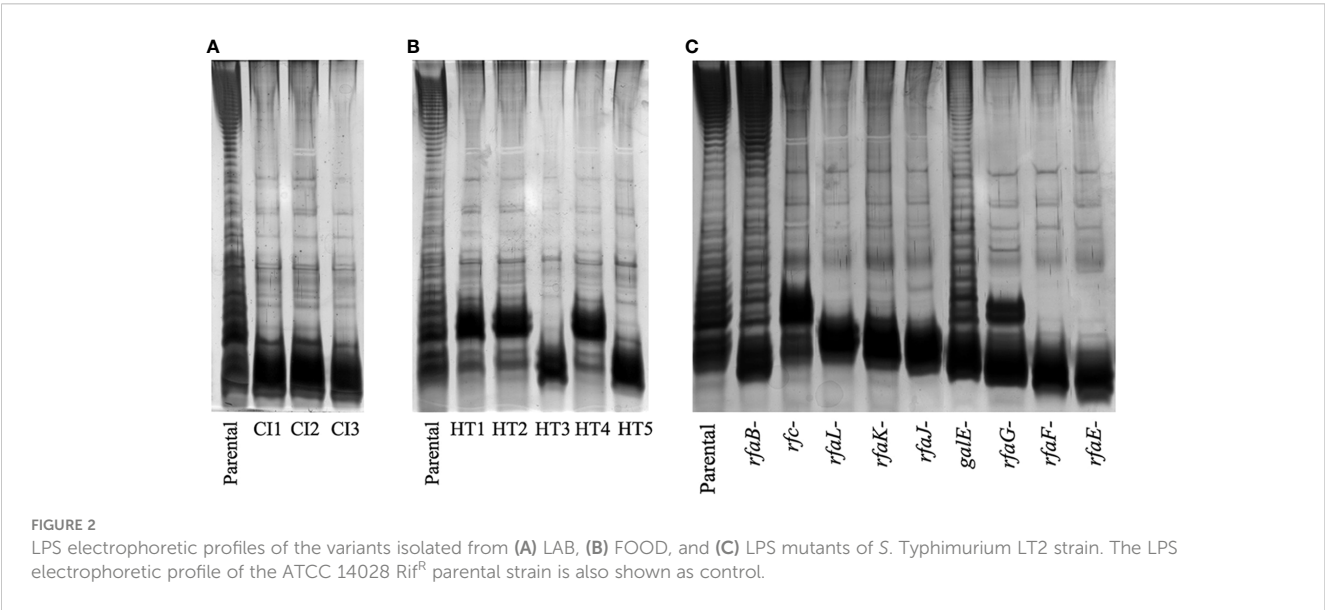 A
B
C
Parental
CI1 CI2 CI3
Parental
HT1 HT2 HT3 HT4 HT5
Parental
rfaB-
rfc-
rfaL-
rfaK-
rfaJ-
galE-
rfaG-
rfaF-
rfaE-
FIGURE 2
LPS electrophoretic profiles of the variants isolated from (A) LAB, (B) FOOD, and (C) LPS mutants of S. Typhimurium LT2 strain. The LPS
electrophoretic profile of the ATCC 14028 Rif^R parental strain is also shown as control.